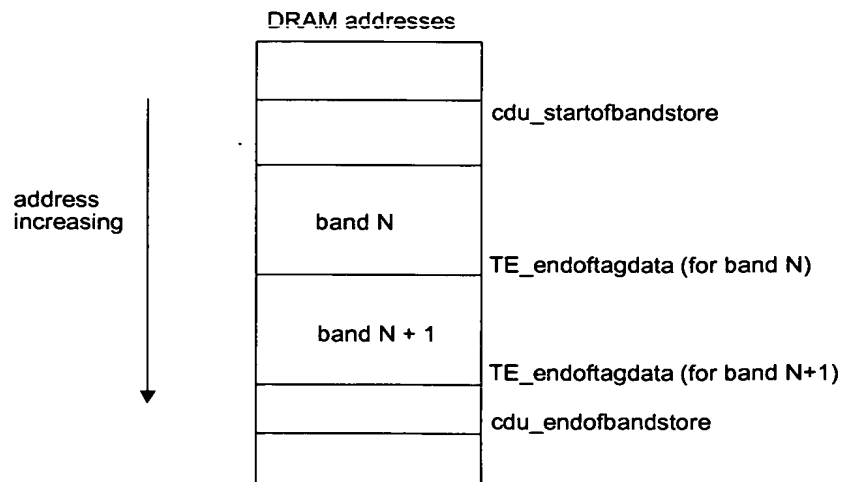 DRAM addresses
cdu_startofbandstore
address
increasing
band N
TE_endoftagdata (for band N)
band N + 1
TE_endoftagdata (for band N+1)
cdu_endofbandstore